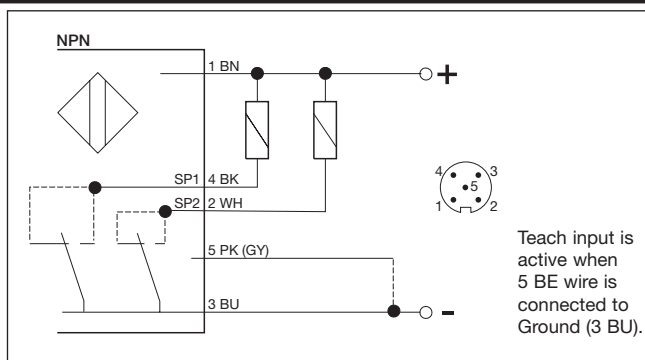 NPN
1 BN
+
SP1 4 BK
SP2 2 WH
4 3
5
1 2
5 PK (GY)
3 BU
-
Teach input is
active when
5 BE wire is
connected to
Ground (3 BU).